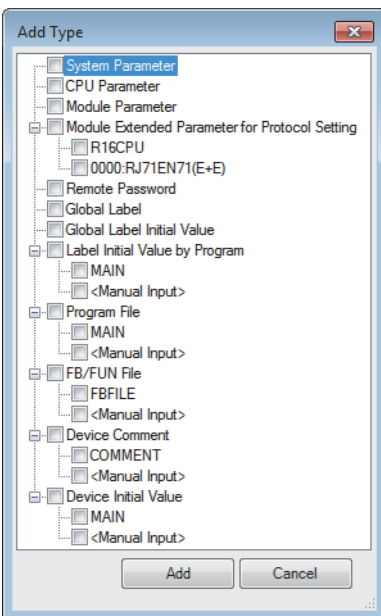 Add Type
System Parameter
CPU Parameter
Module Parameter
Module Extended Parameter for Protocol Setting
R16CPU
0000:RJ71EN71(E+E)
Remote Password
Global Label
Global Label Initial Value
Label Initial Value by Program
MAIN
<Manual Input>
Program File
MAIN
<Manual Input>
FB/FUN File
FBFILE
<Manual Input>
Device Comment
COMMENT
<Manual Input>
Device Initial Value
MAIN
<Manual Input>
Add Cancel